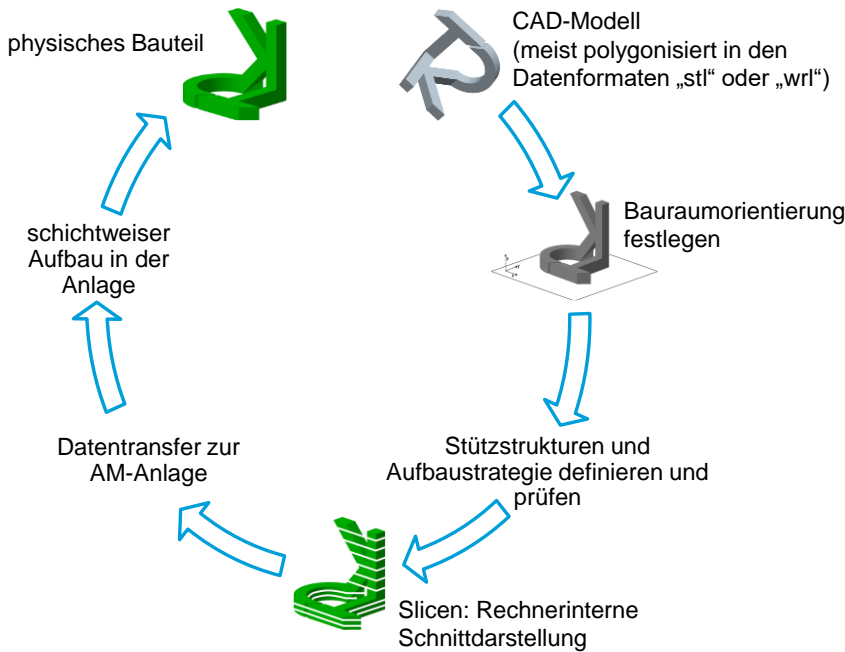 physisches Bauteil
CAD-Modell
(meist polygonisiert in den
Datenformaten „stl“ oder „wrl“)
Bauraumorientierung
festlegen
Stützstrukturen und
Aufbaustrategie definieren und
prüfen
Slicen: Rechnerinterne
Schnittdarstellung
Datentransfer zur
AM-Anlage
schichtweiser
Aufbau in der
Anlage